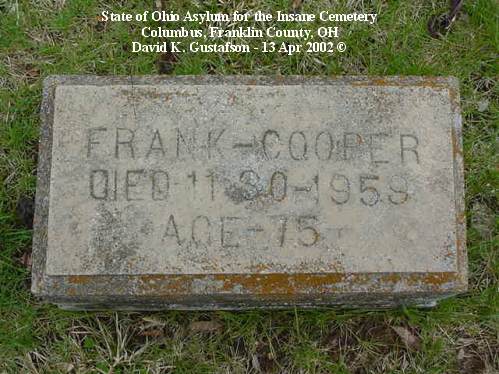 State of Ohio Asylum for the Insane Cemetery
Columbus, Franklin County, OH
David K. Gustafson - 13 Apr 2002 ©
FRANK-COOPER
DIED 11-30-1959
AGE-75-